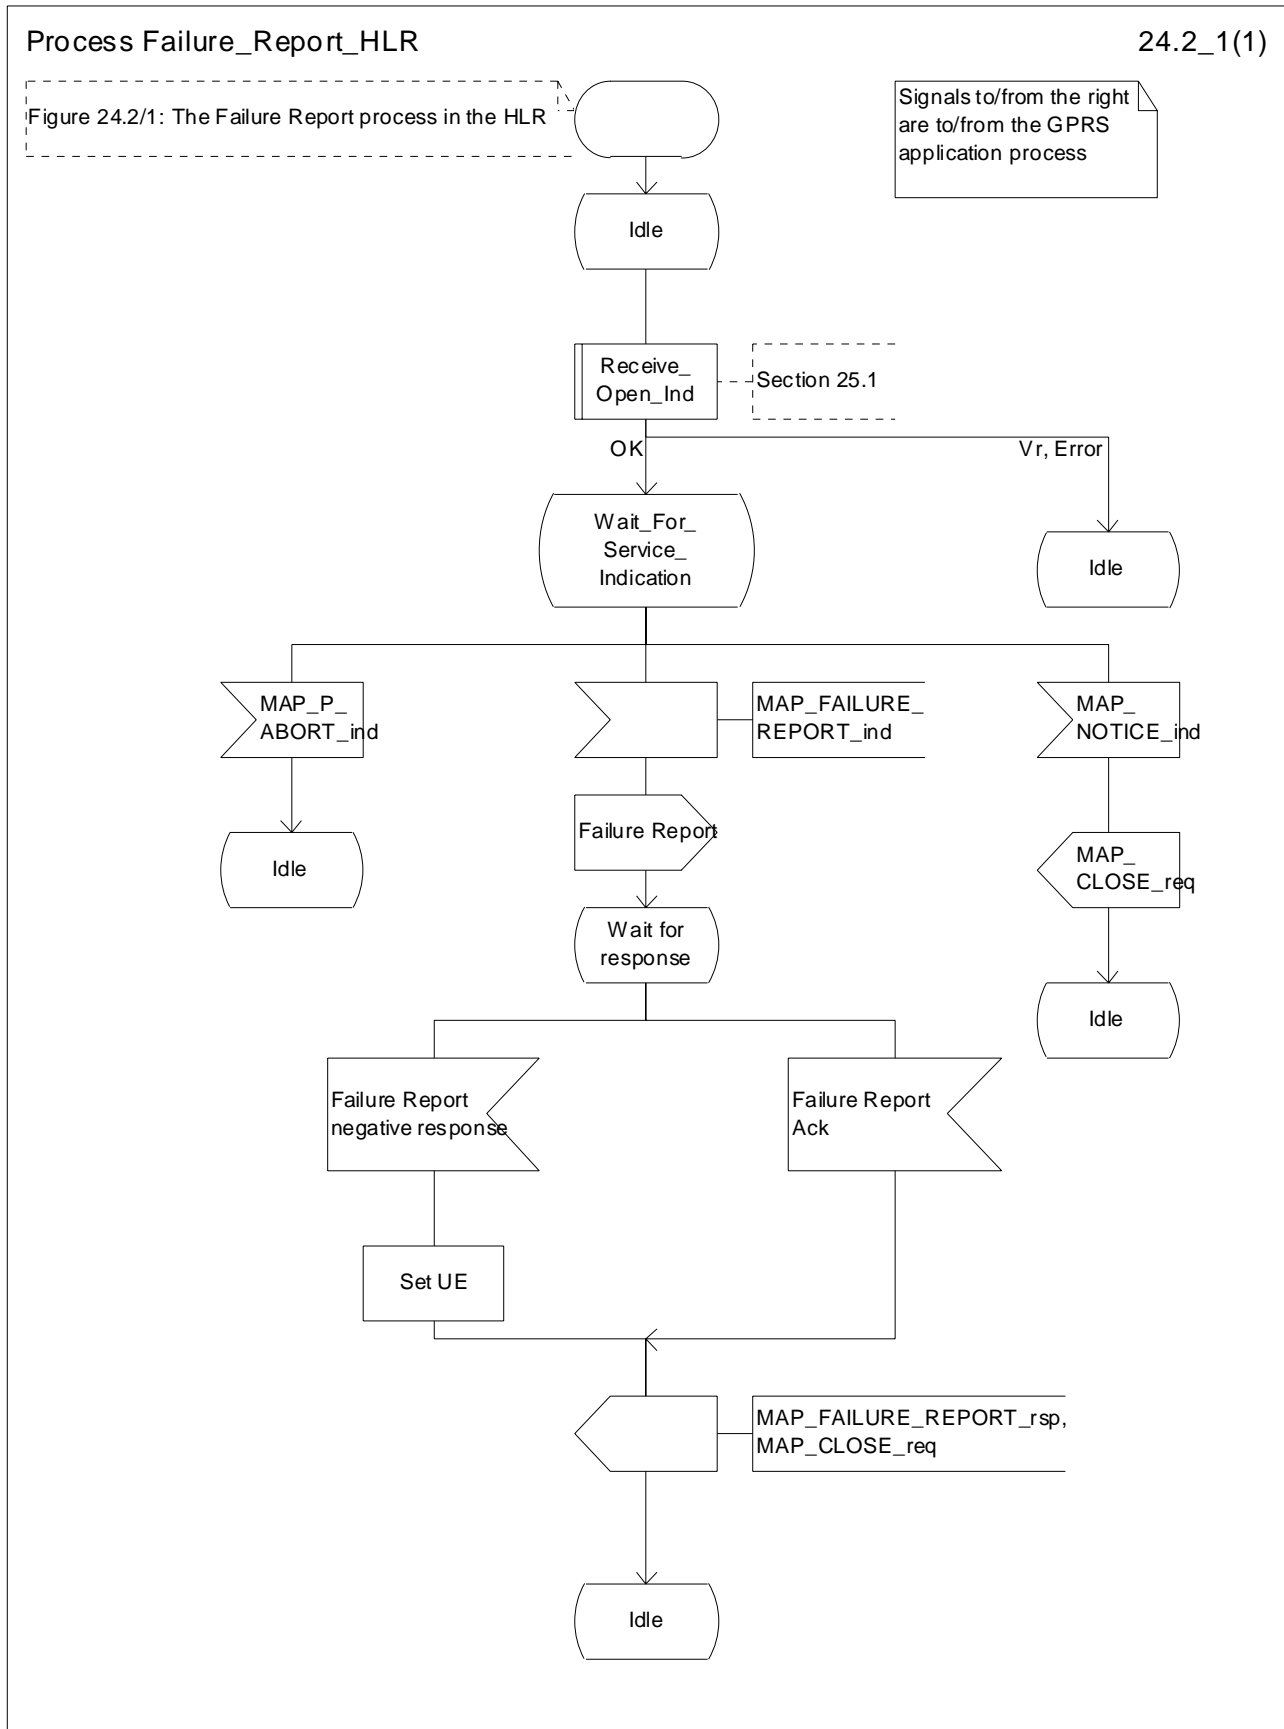 Process Failure_Report_HLR
24.2_1(1)
Figure 24.2/1: The Failure Report process in the HLR
Signals to/from the right
are to/from the GPRS
application process
Idle
Receive_
Open_Ind
Section 25.1
OK
Vr, Error
Wait_For_
Service_
Indication
Idle
MAP_P_
ABORT_ind
MAP_FAILURE_
REPORT_ind
MAP_
NOTICE_ind
Failure Report
Idle
MAP_
CLOSE_req
Wait for
response
Idle
Failure Report
negative response
Failure Report
Ack
Set UE
MAP_FAILURE_REPORT_rsp,
MAP_CLOSE_req
Idle